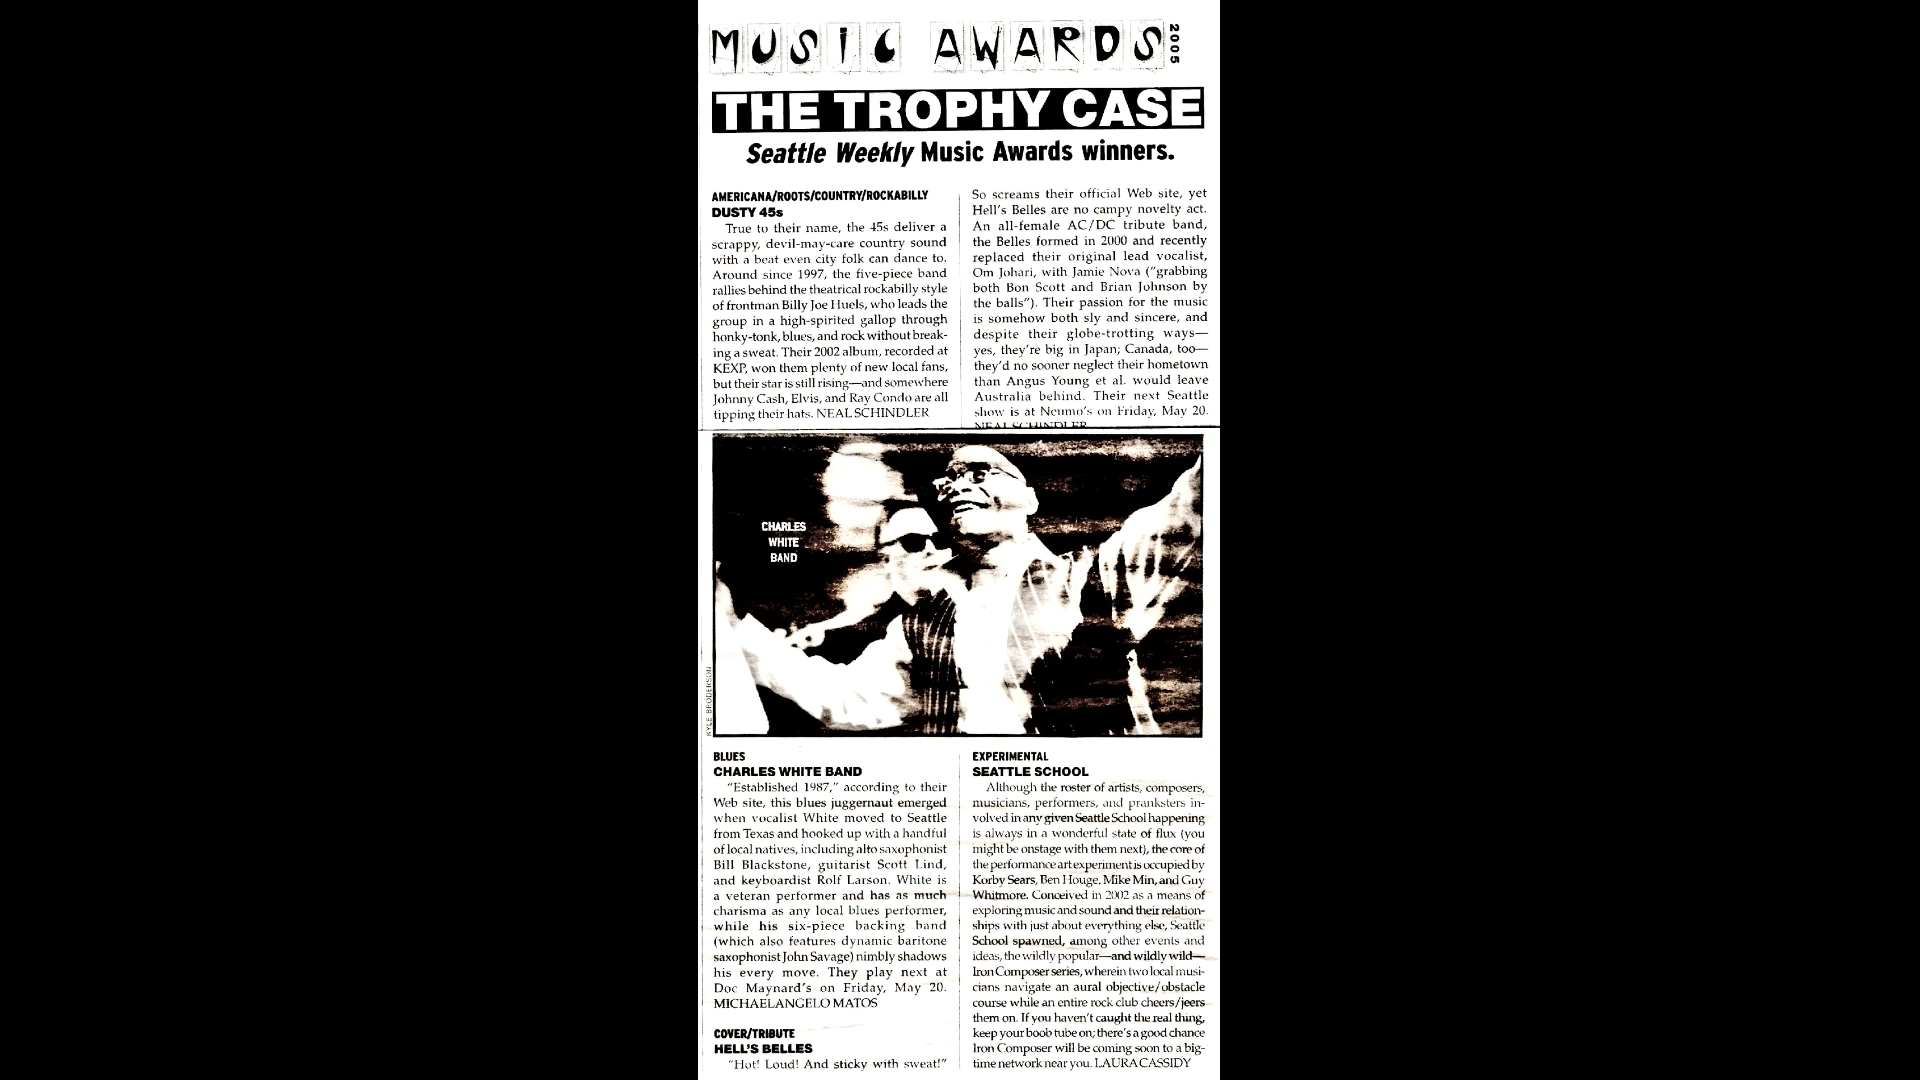 MUSIC AWARDS 2005
THE TROPHY CASE
Seattle Weekly Music Awards winners.
AMERICANA/ROOTS/COUNTRY/ROCKABILLY
DUSTY 45s
True to their name, the 45s deliver a
scrappy, devil-may-care country sound
with a beat even city folk can dance to.
Around since 1997, the five-piece band
rallies behind the theatrical rockabilly style
of frontman Billy Joe Huels, who leads the
group in a high-spirited gallop through
honky-tonk, blues, and rock without break-
ing a sweat. Their 2002 album, recorded at
KEXP, won them plenty of new local fans,
but their star is still rising—and somewhere
Johnny Cash, Elvis, and Ray Condo are all
tipping their hats. NEAL SCHINDLER
CHARLES
WHITE
BAND
KYLE BRODERSON
BLUES
CHARLES WHITE BAND
"Established 1987," according to their
Web site, this blues juggernaut emerged
when vocalist White moved to Seattle
from Texas and hooked up with a handful
of local natives, including alto saxophonist
Bill Blackstone, guitarist Scott Lind,
and keyboardist Rolf Larson. White is
a veteran performer and has as much
charisma as any local blues performer,
while his six-piece backing band
(which also features dynamic baritone
saxophonist John Savage) nimbly shadows
his every move. They play next at
Doc Maynard's on Friday, May 20.
MICHAELANGELO MATOS
COVER/TRIBUTE
HELL'S BELLES
"Hot! Loud! And sticky with sweat!"
So screams their official Web site, yet
Hell's Belles are no campy novelty act.
An all-female AC/DC tribute band,
the Belles formed in 2000 and recently
replaced their original lead vocalist,
Om Johari, with Jamie Nova ("grabbing
both Bon Scott and Brian Johnson by
the balls"). Their passion for the music
is somehow both sly and sincere, and
despite their globe-trotting ways—
yes, they're big in Japan; Canada, too—
they'd no sooner neglect their hometown
than Angus Young et al. would leave
Australia behind. Their next Seattle
show is at Neumo's on Friday, May 20.
NEAL SCHINDLER
EXPERIMENTAL
SEATTLE SCHOOL
Although the roster of artists, composers,
musicians, performers, and pranksters in-
volved in any given Seattle School happening
is always in a wonderful state of flux (you
might be onstage with them next), the core of
the performance art experiment is occupied by
Korby Sears, Ben Houge, Mike Min, and Guy
Whitmore. Conceived in 2002 as a means of
exploring music and sound and their relation-
ships with just about everything else, Seattle
School spawned, among other events and
ideas, the wildly popular—and wildly wild—
Iron Composer series, wherein two local musi-
cians navigate an aural objective/obstacle
course while an entire rock club cheers/jeers
them on. If you haven't caught the real thing,
keep your boob tube on; there's a good chance
Iron Composer will be coming soon to a big-
time network near you. LAURA CASSIDY